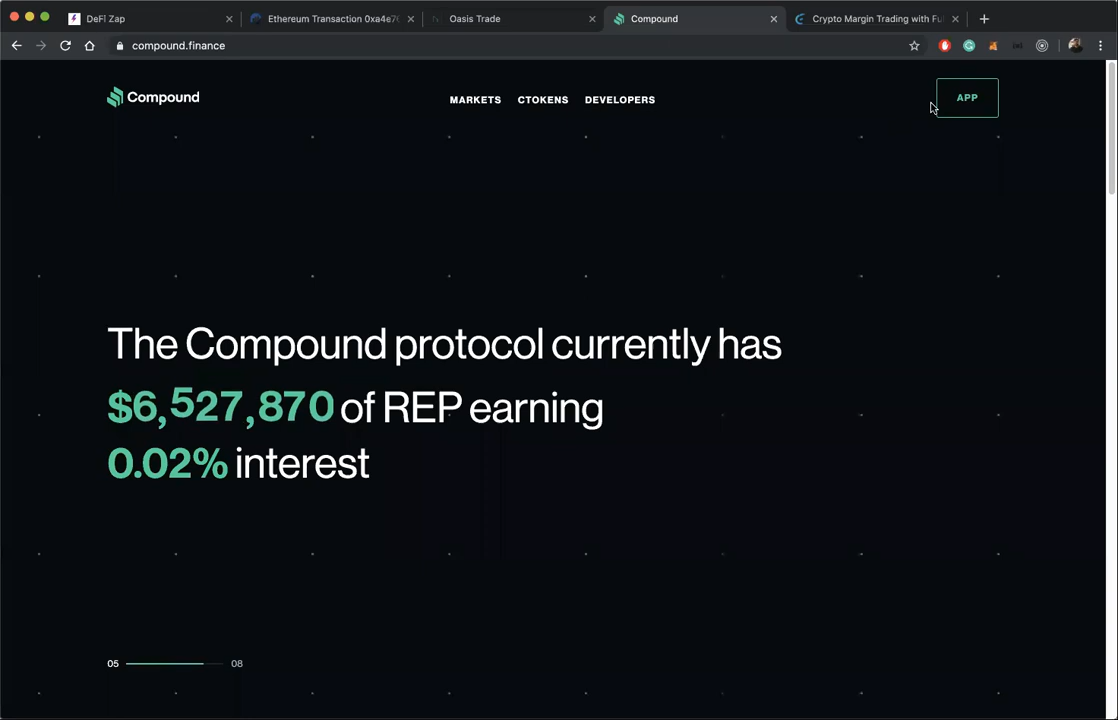 DeFi Zap
Ethereum Transaction 0xa4e7
Oasis Trade
Compound
Crypto Margin Trading with Fu
compound.finance
Compound
MARKETS CTOKENS DEVELOPERS
APP
The Compound protocol currently has
$6,527,870 of REP earning
0.02% interest
05 08